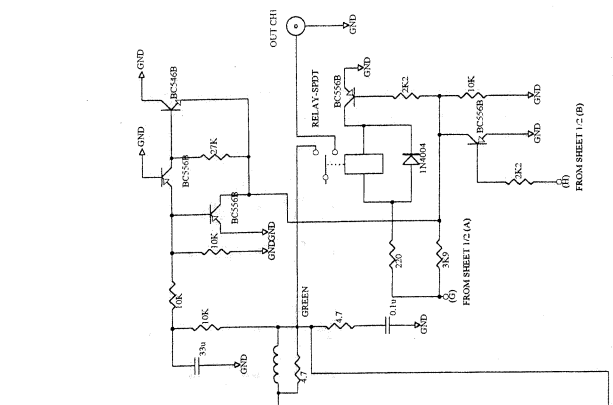 OUT CH1
GND
GND
BC546B
RELAY-SPDT
BC556B
GND
2K2
10K
GND
GND
27K
BC556B
1N4004
BC556B
GND
2K2
(H)
FROM SHEET 1/2 (B)
BC556B
GND
GND
10K
220
3K9
(G)
FROM SHEET 1/2 (A)
10K
10K
GREEN
4.7
0.1u
GND
33u
GND
4.7